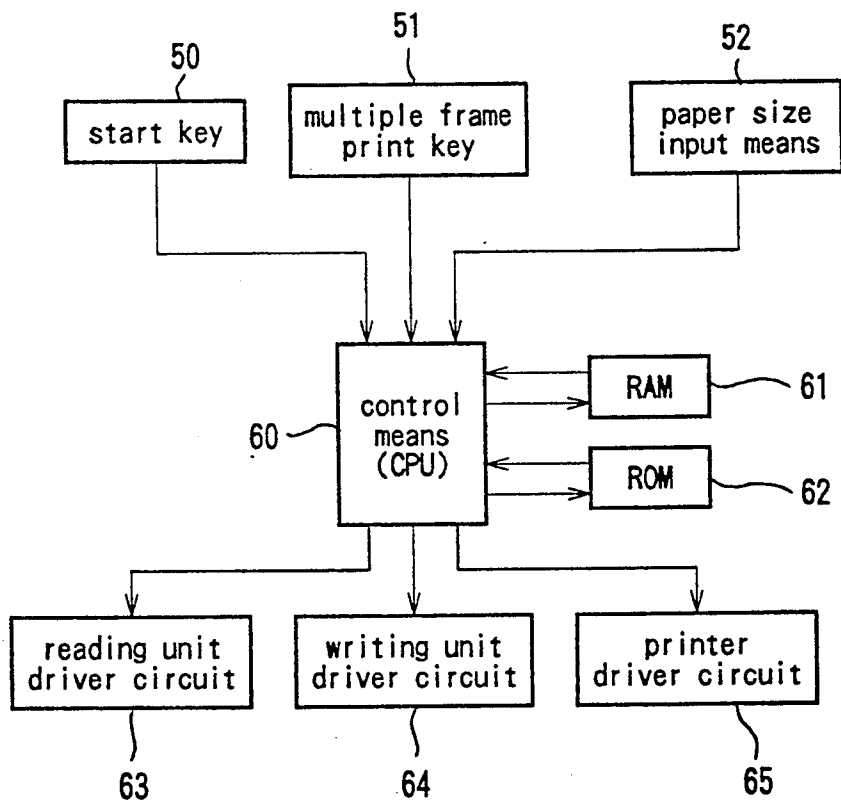 50
51
52
start key
multiple frame
print key
paper size
input means
control
means
(CPU)
60
RAM
61
ROM
62
reading unit
driver circuit
writing unit
driver circuit
printer
driver circuit
63
64
65